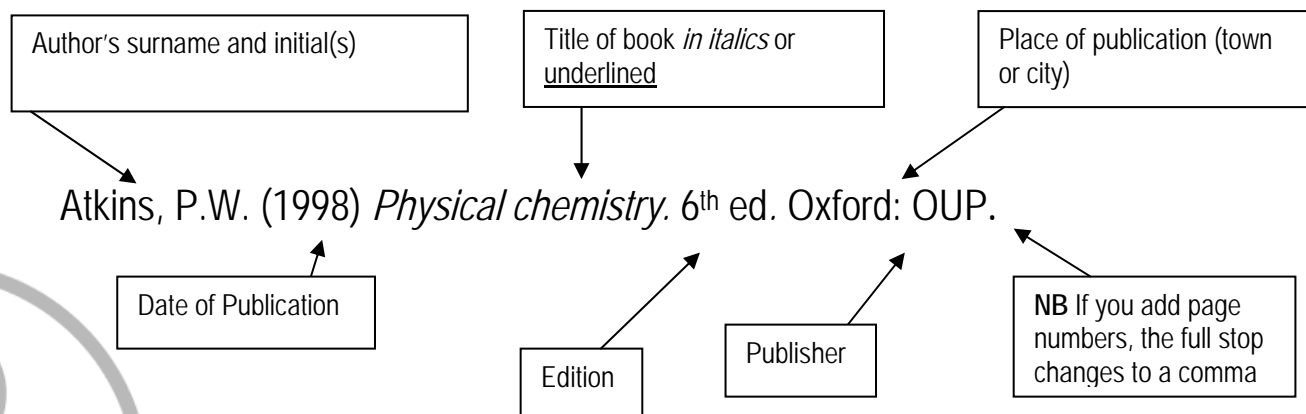 Author's surname and initial(s)
Title of book in italics or
underlined
Place of publication (town
or city)
Atkins, P.W. (1998) Physical chemistry. 6th ed. Oxford: OUP.
Date of Publication
Edition
Publisher
NB If you add page
numbers, the full stop
changes to a comma